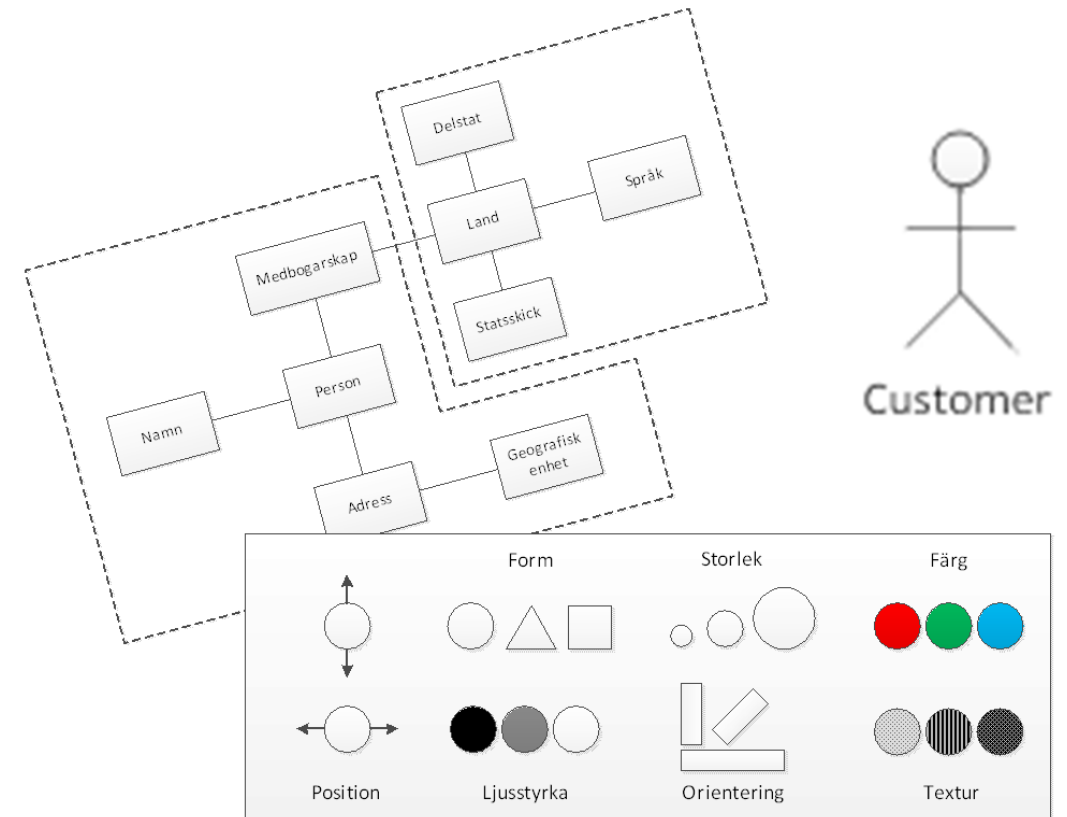 Delstat
Språk
Land
Medbogarskap
Statsskick
Person
Namn
Geografisk
enhet
Adress
Customer
Form
Storlek
Färg
Position
Ljusstyrka
Orientering
Textur